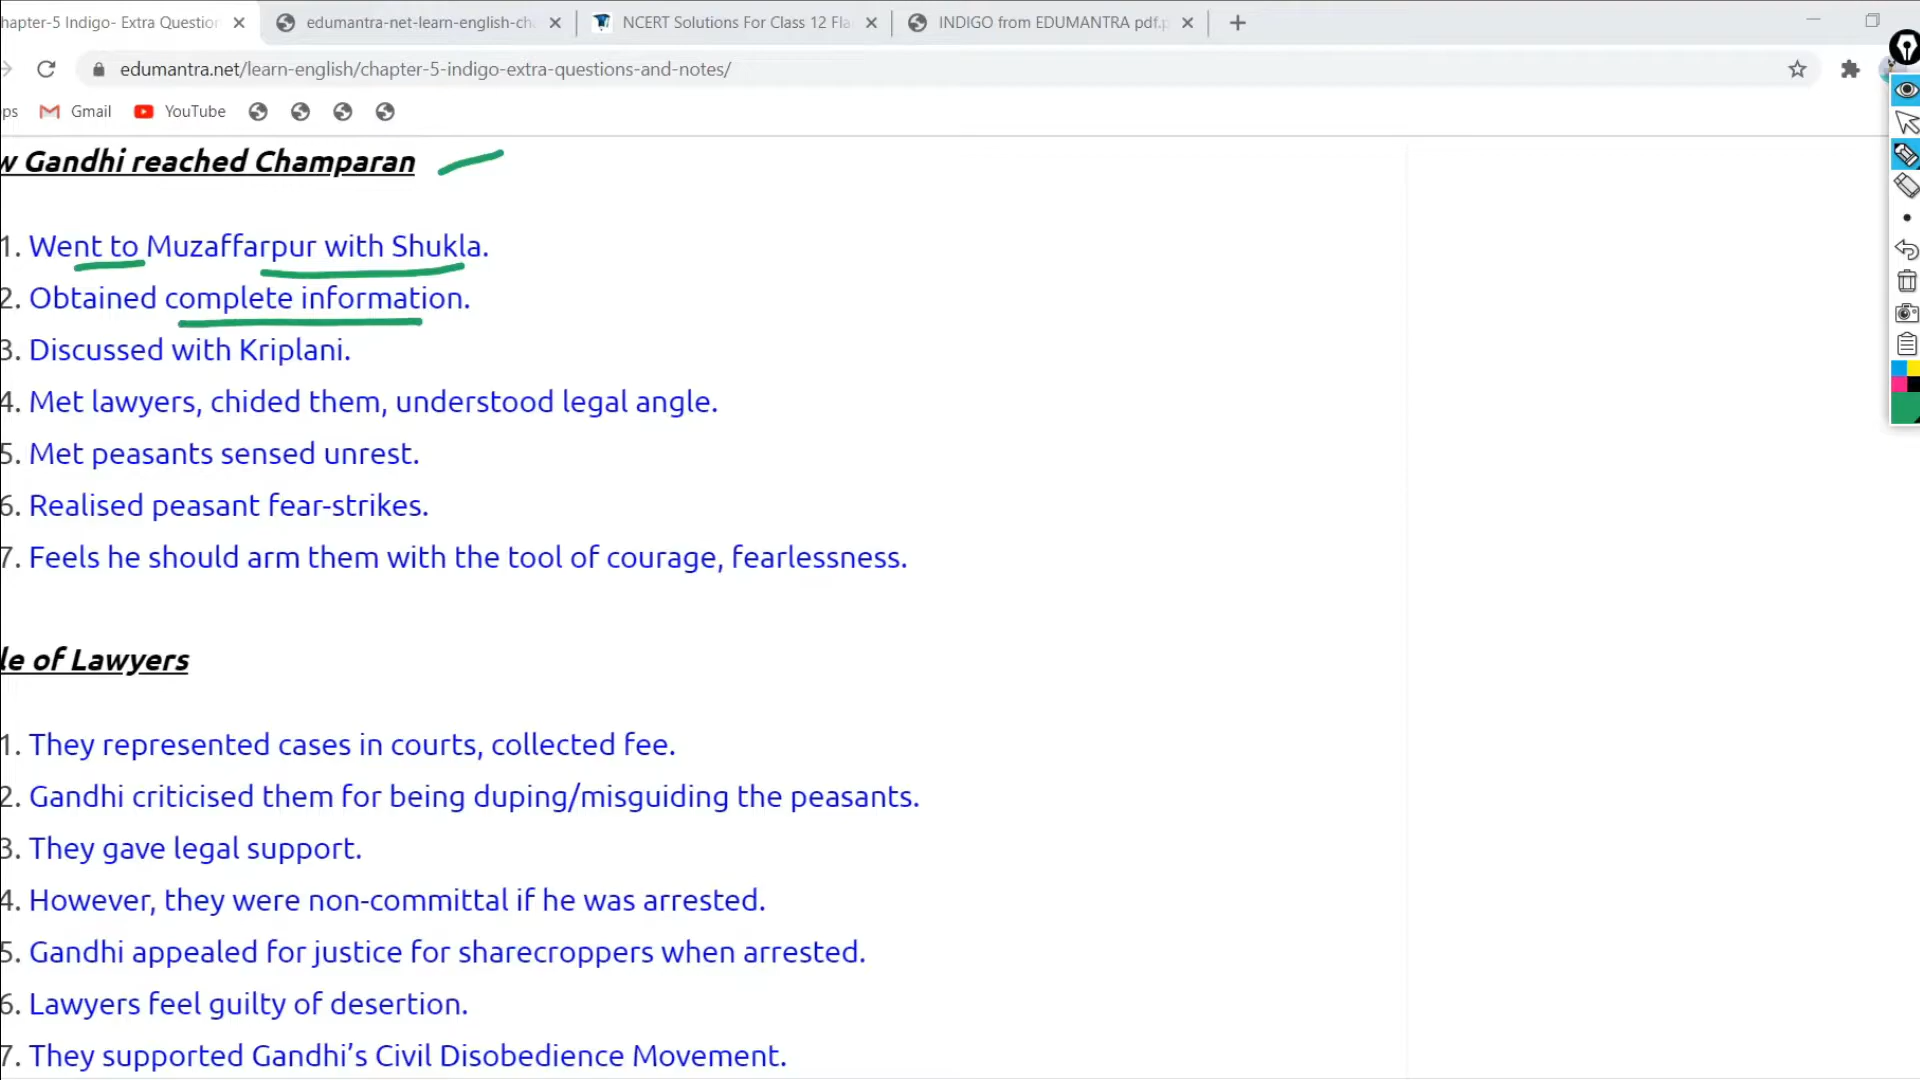 hapter-5 Indigo- Extra Question
edumantra-net-learn-english-ch
NCERT Solutions For Class 12 Fla
INDIGO from EDUMANTRA pdf.p
edumantra.net/learn-english/chapter-5-indigo-extra-questions-and-notes/
ps
Gmail
YouTube
w Gandhi reached Champaran
1. Went to Muzaffarpur with Shukla.
2. Obtained complete information.
3. Discussed with Kriplani.
4. Met lawyers, chided them, understood legal angle.
5. Met peasants sensed unrest.
6. Realised peasant fear-strikes.
7. Feels he should arm them with the tool of courage, fearlessness.
le of Lawyers
1. They represented cases in courts, collected fee.
2. Gandhi criticised them for being duping/misguiding the peasants.
3. They gave legal support.
4. However, they were non-committal if he was arrested.
5. Gandhi appealed for justice for sharecroppers when arrested.
6. Lawyers feel guilty of desertion.
7. They supported Gandhi’s Civil Disobedience Movement.